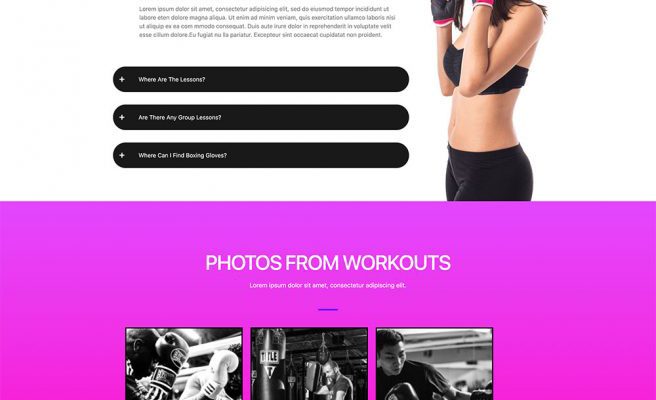 Lorem ipsum dolor sit amet, consectetur adipiscing elit, sed do eiusmod tempor incididunt ut
labore et dolore magna aliqua. Ut enim ad minim veniam, quis exercitation ullamco laboris nisi
ut aliquip ex ea com mmodo consequat. Duis aute irure dolor in reprehenderit in voluptate velit
esse cillum dolore.Eu fugiat nu lla pariatur. Excepteur sint occaecat cupidatat non proident.
+ Where Are The Lessons?
+ Are There Any Group Lessons?
+ Where Can I Find Boxing Gloves?
PHOTOS FROM WORKOUTS
Lorem ipsum dolor sit amet, consectetur adipiscing elit.
TITLE